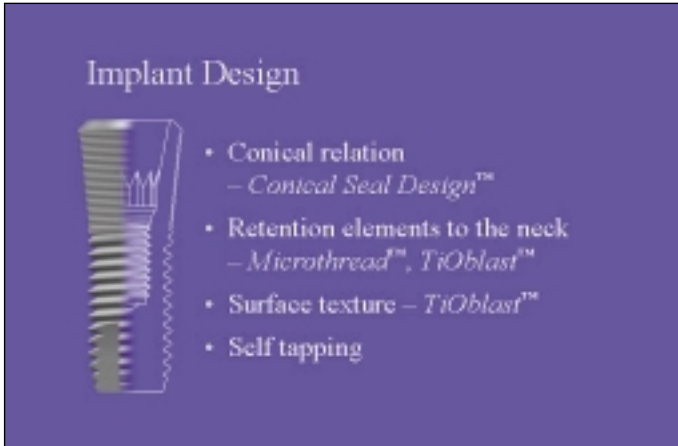 Implant Design
• Conical relation
– Conical Seal Design™
• Retention elements to the neck
– Microthread™, TiOblast™
• Surface texture – TiOblast™
• Self tapping